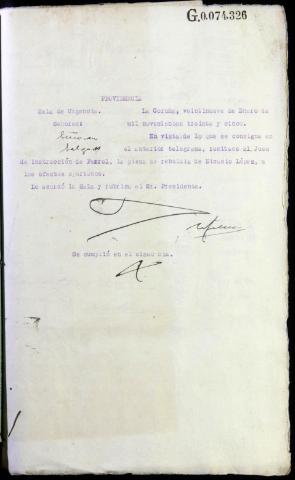 G.0.074.326
PROVIDENCIA
Sala de Urgencia. La Coruña, veintinueve de Enero de
Señores: mil novecientos treinta y cinco.
En vista de lo que se consigna en
Salgado el anterior telegrama, remítase al Juez
de instrucción de Ferrol, la pieza de rebeldía de Dionisio López, a
los efectos oportunos.
Lo acordó la Sala y rubrica el Sr. Presidente.
Se cumplió en el mismo día.